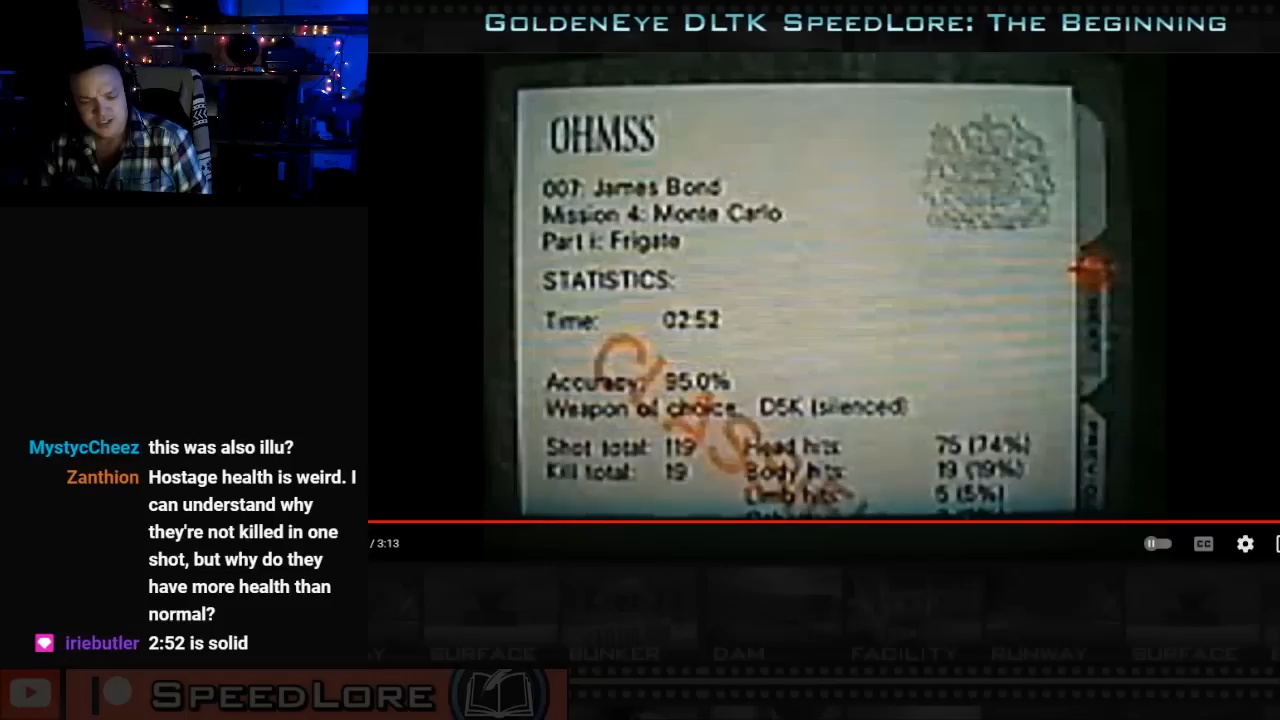 GOLDENEYE DLTK SPEEDLORE: THE BEGINNING
OHMSS
007: James Bond
Mission 4: Monte Carlo
Part i: Frigate
STATISTICS:
Time: 02:52
Accuracy: 95.0%
Weapon of choice: D5K (silenced)
Shot total: 119 Head hits: 75 (74%)
Kill total: 19 Body hits: 19 (19%)
Limb hits: 5 (5%)
NEXT
/ 3:13
CC
MystycCheez this was also illu?
Zanthion Hostage health is weird. I
can understand why
they're not killed in one
shot, but why do they
have more health than
normal?
iriebutler 2:52 is solid
SURFACE BUNKER DAM FACILITY RUNWAY SURFACE
SPEEDLORE